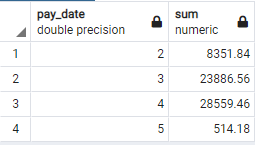 pay_date sum
double precision numeric
1 2 8351.84
2 3 23886.56
3 4 28559.46
4 5 514.18